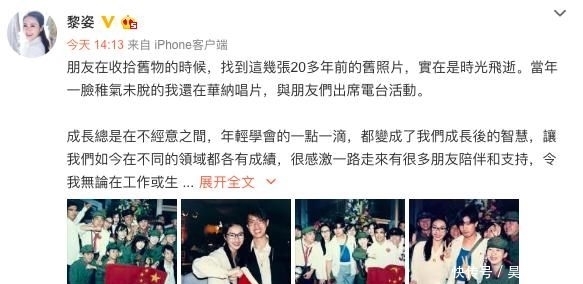 黎姿
今天 14:13 来自 iPhone客户端
朋友在收拾舊物的時候，找到這幾張20多年前的舊照片，實在是時光飛逝。當年
一臉稚氣未脫的我還在華納唱片，與朋友們出席電台活動。
成長總是在不經意之間，年輕學會的一點一滴，都變成了我們成長後的智慧，讓
我們如今在不同的領域都各有成績，很感激一路走來有很多朋友陪伴和支持，令
我無論在工作或生 ... 展开全文
快传号 / 昊